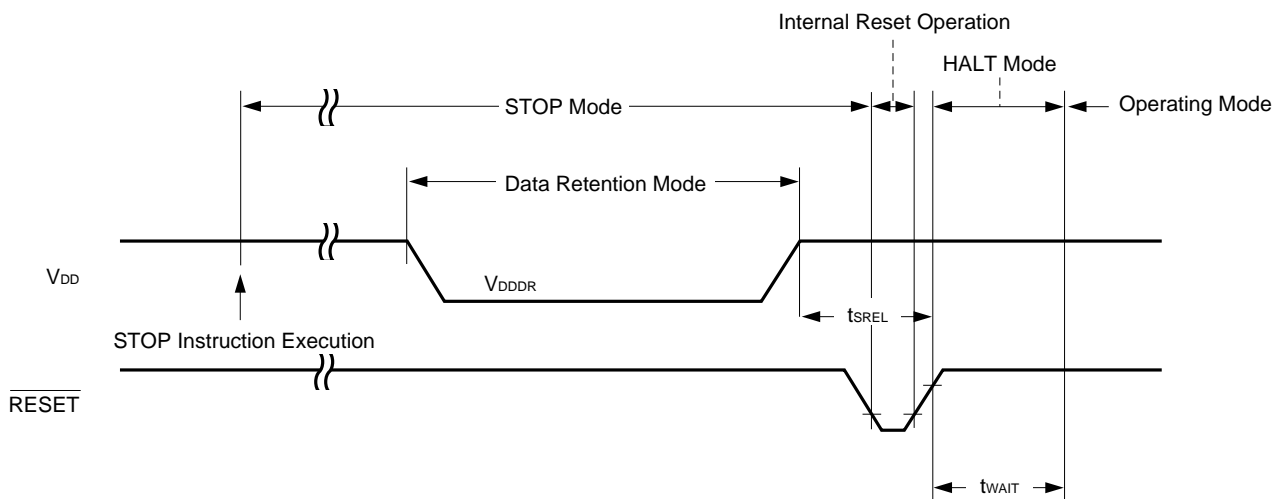 Internal Reset Operation
HALT Mode
STOP Mode
Operating Mode
Data Retention Mode
VDD
VDDDR
tSREL
STOP Instruction Execution
RESET
tWAIT